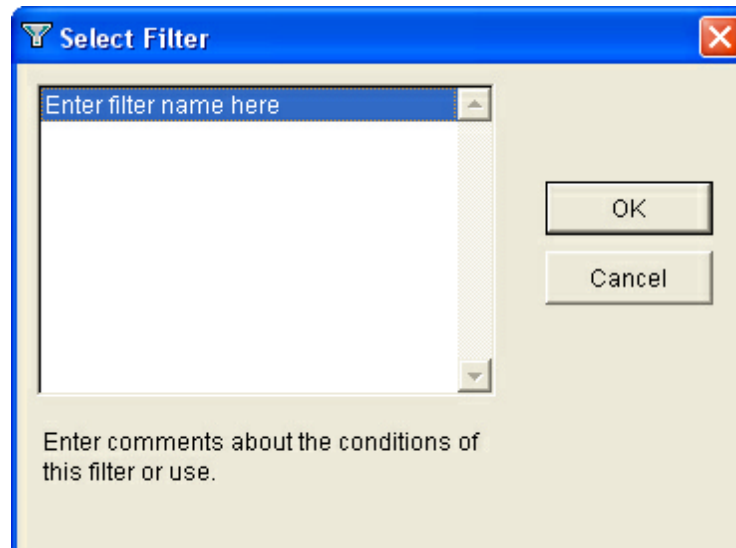 Select Filter
Enter filter name here
OK
Cancel
Enter comments about the conditions of
this filter or use.